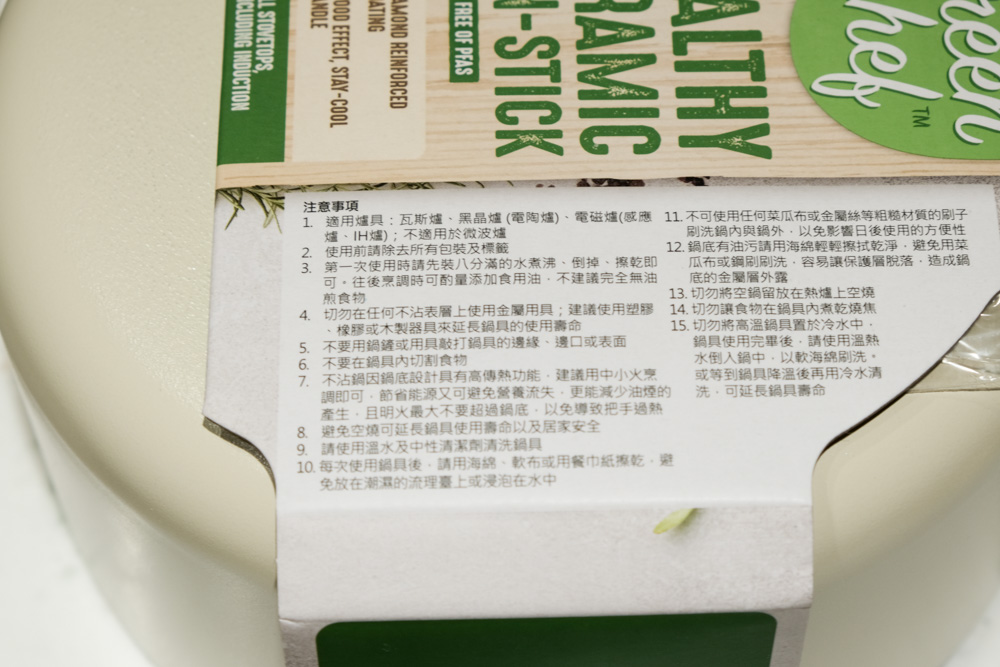 Green
Chef™
HEALTHY
CERAMIC
NON-STICK
FREE OF PFAS
DIAMOND REINFORCED
COATING
WOOD EFFECT, STAY-COOL
HANDLE
ALL STOVETOPS,
INCLUDING INDUCTION
注意事項
1. 適用爐具：瓦斯爐、黑晶爐 (電陶爐)、電磁爐(感應
爐、IH爐)；不適用於微波爐
2. 使用前請除去所有包裝及標籤
3. 第一次使用時請先裝八分滿的水煮沸、倒掉、擦乾即
可。往後烹調時可酌量添加食用油，不建議完全無油
煎食物
4. 切勿在任何不沾表層上使用金屬用具；建議使用塑膠
、橡膠或木製器具來延長鍋具的使用壽命
5. 不要用鍋鏟或用具敲打鍋具的邊緣、邊口或表面
6. 不要在鍋具內切割食物
7. 不沾鍋因鍋底設計具有高傳熱功能，建議用中小火烹
調即可，節省能源又可避免營養流失，更能減少油煙的
產生，且明火最大不要超過鍋底，以免導致把手過熱
8. 避免空燒可延長鍋具使用壽命以及居家安全
9. 請使用溫水及中性清潔劑清洗鍋具
10. 每次使用鍋具後，請用海綿、軟布或用餐巾紙擦乾，避
免放在潮濕的流理臺上或浸泡在水中
11. 不可使用任何菜瓜布或金屬絲等粗糙材質的刷子
刷洗鍋內與鍋外，以免影響日後使用的方便性
12. 鍋底有油污請用海綿輕輕擦拭乾淨，避免用菜
瓜布或鋼刷刷洗，容易讓保護層脫落，造成鍋
底的金屬層外露
13. 切勿將空鍋留放在熱爐上空燒
14. 切勿讓食物在鍋具內煮乾燒焦
15. 切勿將高溫鍋具置於冷水中，
鍋具使用完畢後，請使用溫熱
水倒入鍋中，以軟海綿刷洗。
或等到鍋具降溫後再用冷水清
洗，可延長鍋具壽命